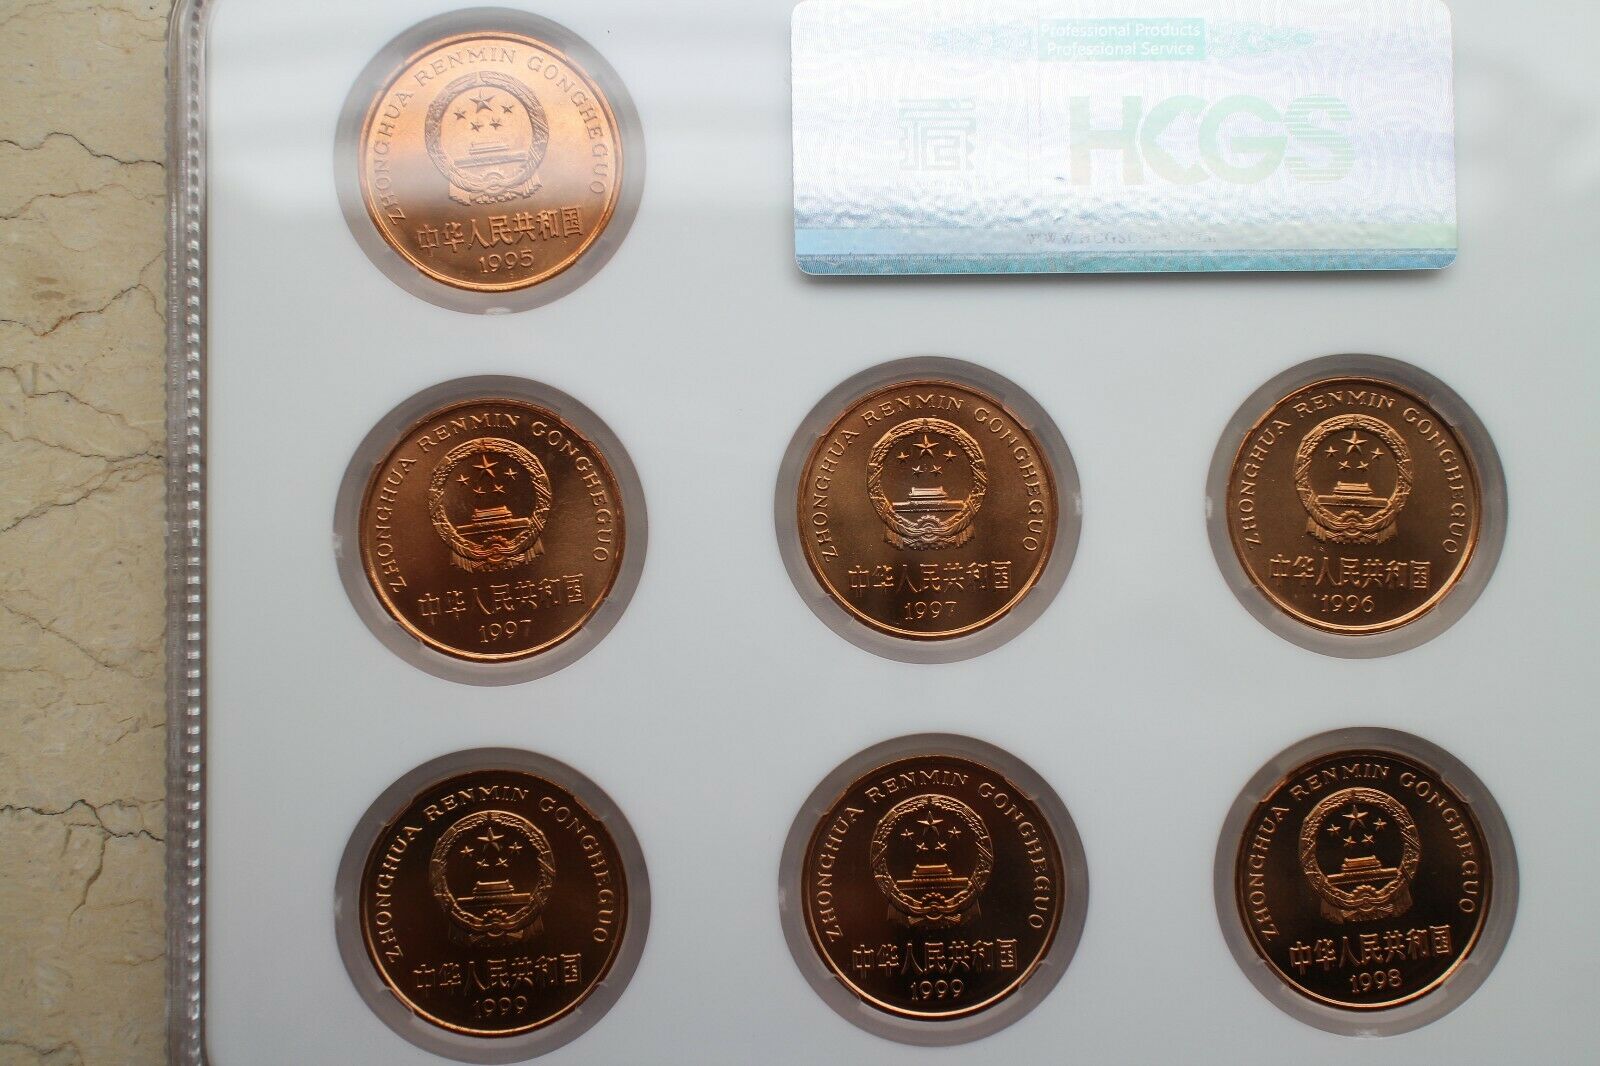 ZHONGHUA RENMIN GONGHEGUO
中华人民共和国
1995
Professional Products
Professional Service
HCGS
ZHONGHUA RENMIN GONGHEGUO
中华人民共和国
1997
ZHONGHUA RENMIN GONGHEGUO
中华人民共和国
1997
ZHONGHUA RENMIN GONGHEGUO
中华人民共和国
1996
ZHONGHUA RENMIN GONGHEGUO
中华人民共和国
1999
ZHONGHUA RENMIN GONGHEGUO
中华人民共和国
1999
ZHONGHUA RENMIN GONGHEGUO
中华人民共和国
1998